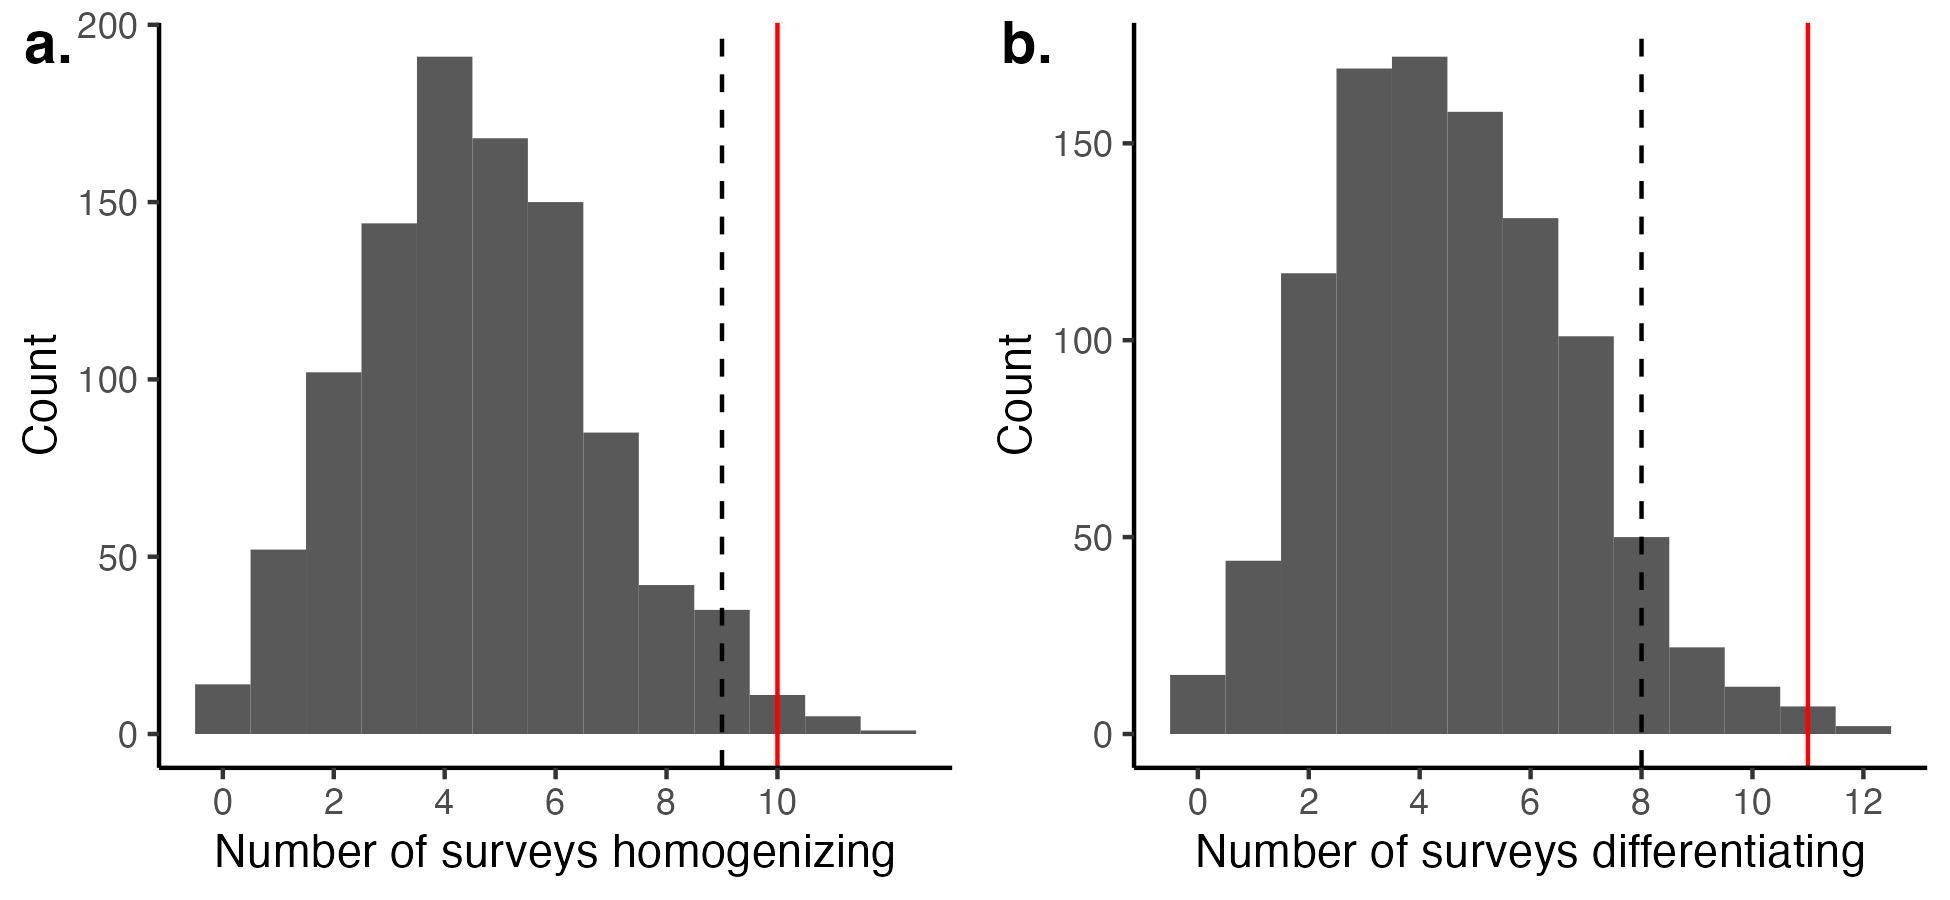 a.
200
150
100
50
0
Count
0 2 4 6 8 10
Number of surveys homogenizing
b.
150
100
50
0
Count
0 2 4 6 8 10 12
Number of surveys differentiating